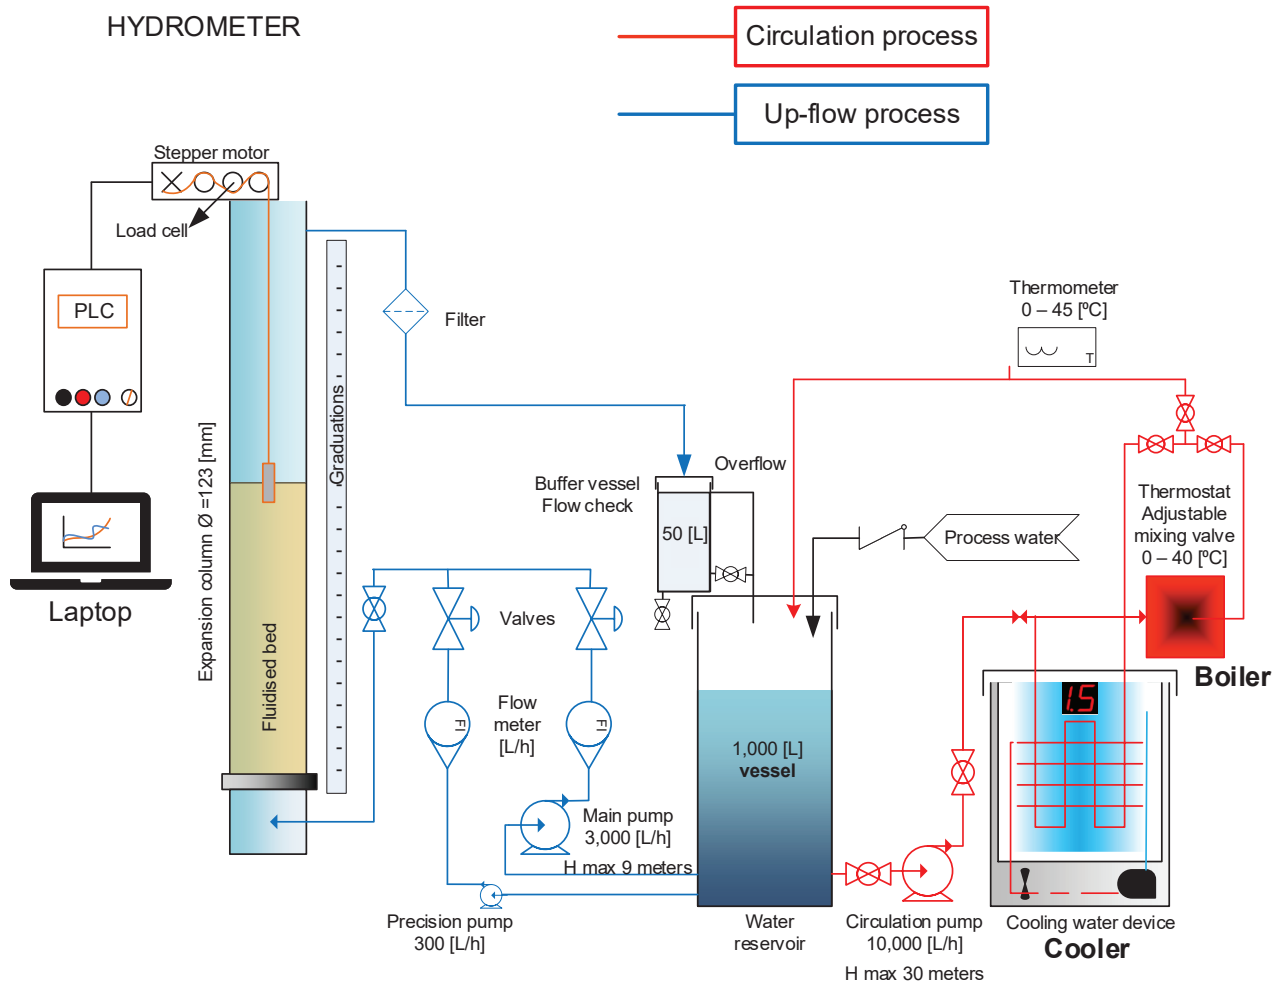 HYDROMETER
Circulation process
Up-flow process
Stepper motor
Load cell
PLC
Laptop
Expansion column Ø =123 [mm]
Fluidised bed
Graduations
Filter
Buffer vessel
Flow check
Overflow
50 [L]
Thermometer
0 – 45 [ºC]
T
Process water
Thermostat
Adjustable
mixing valve
0 – 40 [ºC]
Boiler
Valves
Flow
meter
[L/h]
FI
FI
Main pump
3,000 [L/h]
H max 9 meters
Precision pump
300 [L/h]
1,000 [L]
vessel
Water
reservoir
Circulation pump
10,000 [L/h]
H max 30 meters
1.5
Cooling water device
Cooler